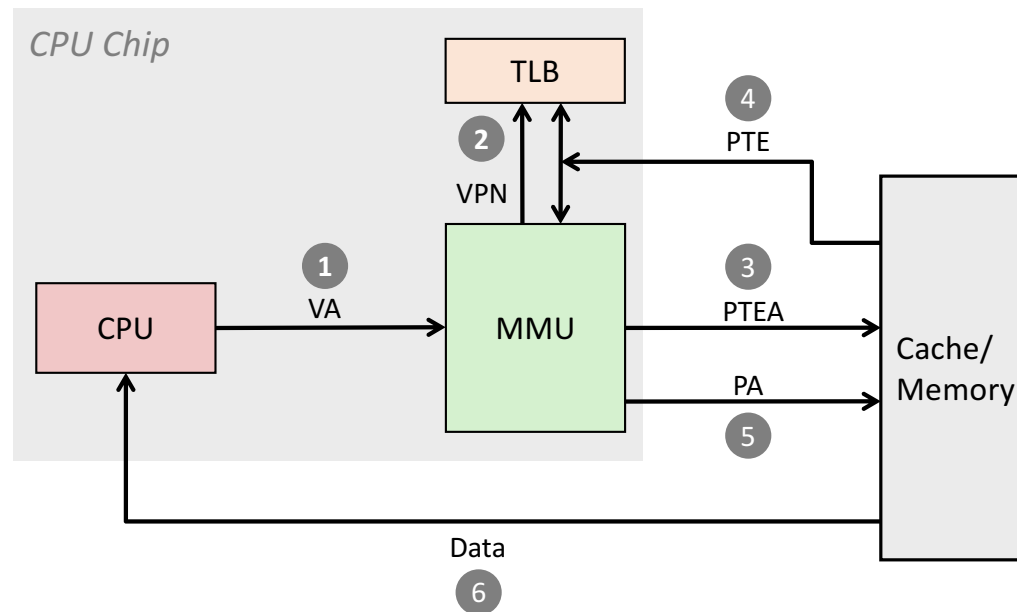 CPU Chip
TLB
4
2
PTE
VPN
1
3
VA
PTEA
CPU
MMU
Cache/
Memory
PA
5
Data
6